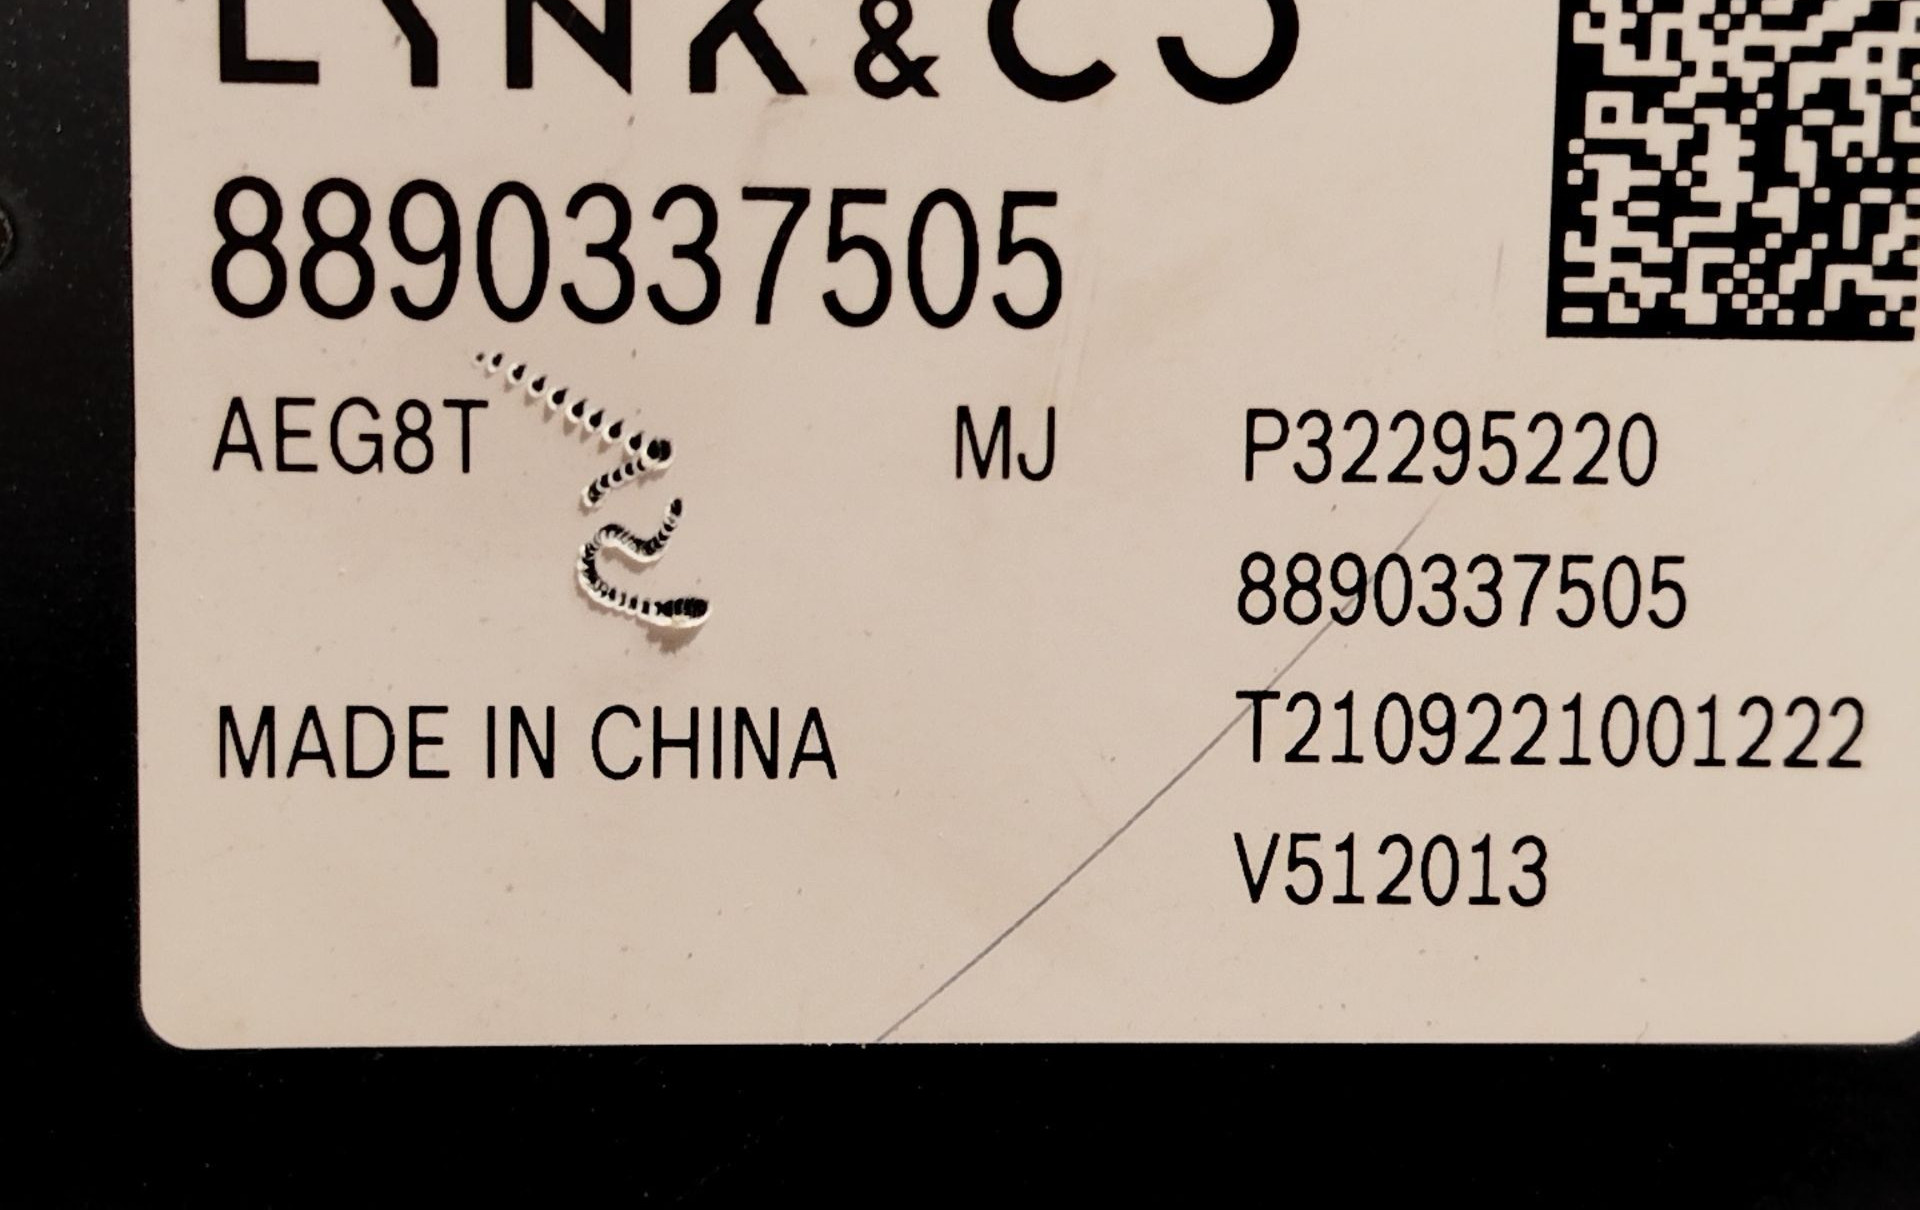 LYNK & CO
8890337505
AEG8T MJ P32295220
8890337505
MADE IN CHINA T2109221001222
V512013